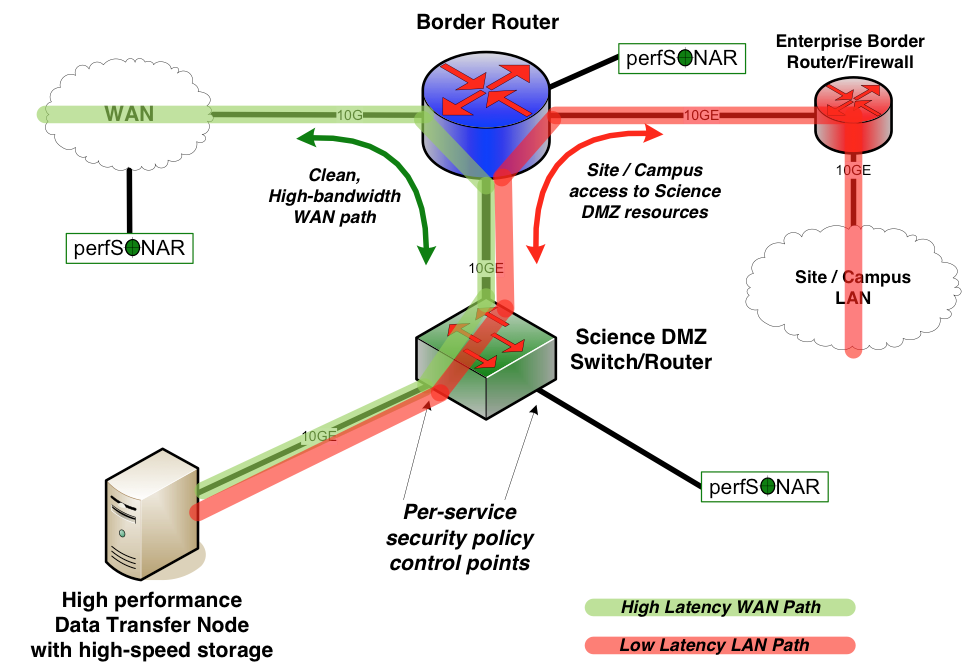 Border Router
perfSONAR
Enterprise Border
Router/Firewall
WAN
10G
10GE
Clean,
High-bandwidth
WAN path
Site / Campus
access to Science
DMZ resources
10GE
perfSONAR
10GE
Site / Campus
LAN
Science DMZ
Switch/Router
10GE
perfSONAR
Per-service
security policy
control points
High performance
Data Transfer Node
with high-speed storage
High Latency WAN Path
Low Latency LAN Path